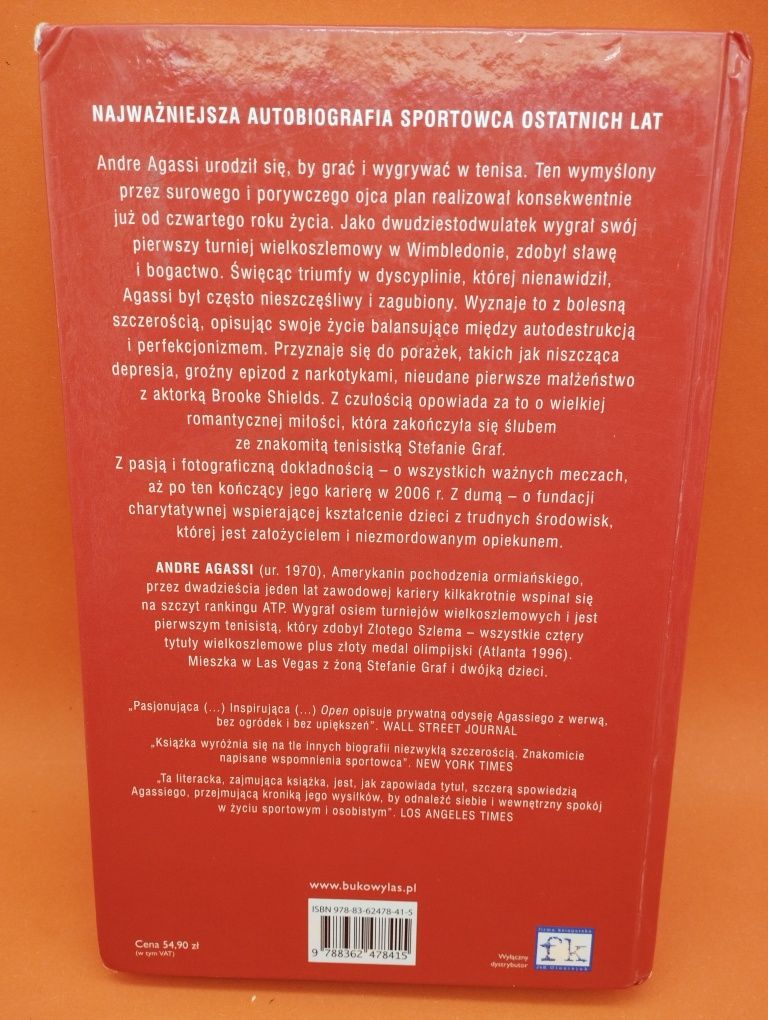 NAJWAŻNIEJSZA AUTOBIOGRAFIA SPORTOWCA OSTATNICH LAT
Andre Agassi urodził się, by grać i wygrywać w tenisa. Ten wymyślony
przez surowego i porywczego ojca plan realizował konsekwentnie
już od czwartego roku życia. Jako dwudziestodwulatek wygrał swój
pierwszy turniej wielkoszlemowy w Wimbledonie, zdobył sławę
i bogactwo. Święcąc triumfy w dyscyplinie, której nienawidził,
Agassi był często nieszczęśliwy i zagubiony. Wyznaje to z bolesną
szczerością, opisując swoje życie balansujące między autodestrukcją
i perfekcjonizmem. Przyznaje się do porażek, takich jak niszcząca
depresja, groźny epizod z narkotykami, nieudane pierwsze małżeństwo
z aktorką Brooke Shields. Z czułością opowiada za to o wielkiej
romantycznej miłości, która zakończyła się ślubem
ze znakomitą tenisistką Stefanie Graf.
Z pasją i fotograficzną dokładnością – o wszystkich ważnych meczach,
aż po ten kończący jego karierę w 2006 r. Z dumą – o fundacji
charytatywnej wspierającej kształcenie dzieci z trudnych środowisk,
której jest założycielem i niezmordowanym opiekunem.
ANDRE AGASSI (ur. 1970), Amerykanin pochodzenia ormiańskiego,
przez dwadzieścia jeden lat zawodowej kariery kilkakrotnie wspinał się
na szczyt rankingu ATP. Wygrał osiem turniejów wielkoszlemowych i jest
pierwszym tenisistą, który zdobył Złotego Szlema – wszystkie cztery
tytuły wielkoszlemowe plus złoty medal olimpijski (Atlanta 1996).
Mieszka w Las Vegas z żoną Stefanie Graf i dwójką dzieci.
„Pasjonująca (...) Inspirująca (...) Open opisuje prywatną odyseję Agassiego z werwą,
bez ogródek i bez upiększeń”. WALL STREET JOURNAL
„Książka wyróżnia się na tle innych biografii niezwykłą szczerością. Znakomicie
napisane wspomnienia sportowca”. NEW YORK TIMES
„Ta literacka, zajmująca książka, jest, jak zapowiada tytuł, szczerą spowiedzią
Agassiego, przejmującą kroniką jego wysiłków, by odnaleźć siebie i wewnętrzny spokój
w życiu sportowym i osobistym”. LOS ANGELES TIMES
www.bukowylas.pl
ISBN 978-83-62478-41-5
9 788362 478415
Cena 54,90 zł
(w tym VAT)
Wyłączny
dystrybutor
firma księgarska
fk